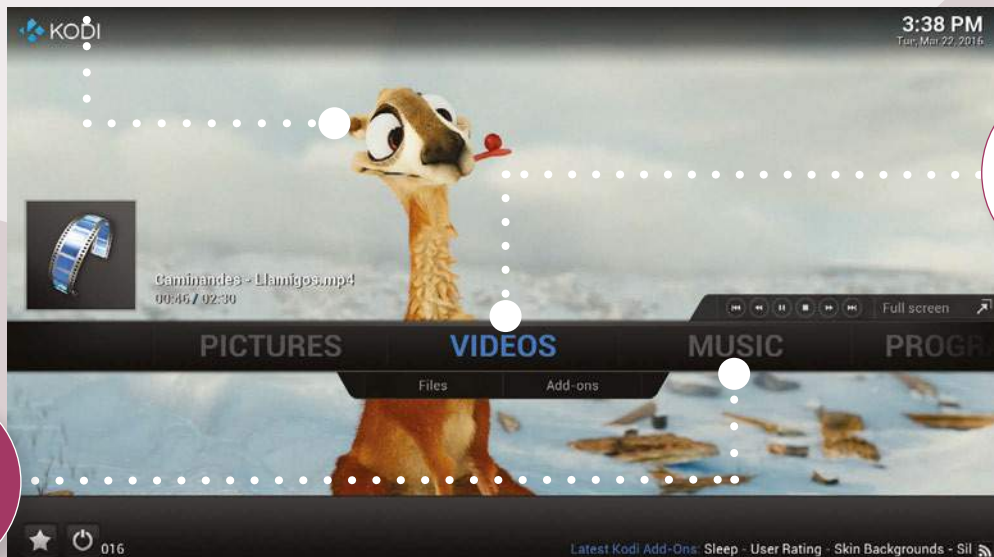 KODI
3:38 PM
Tue, Mar 22, 2016
Caminandes - Llamigos.mp4
00:46 / 02:30
Full screen
PICTURES
VIDEOS
MUSIC
PROGRA
Files
Add-ons
016
Latest Kodi Add-Ons: Sleep - User Rating - Skin Backgrounds - Sil